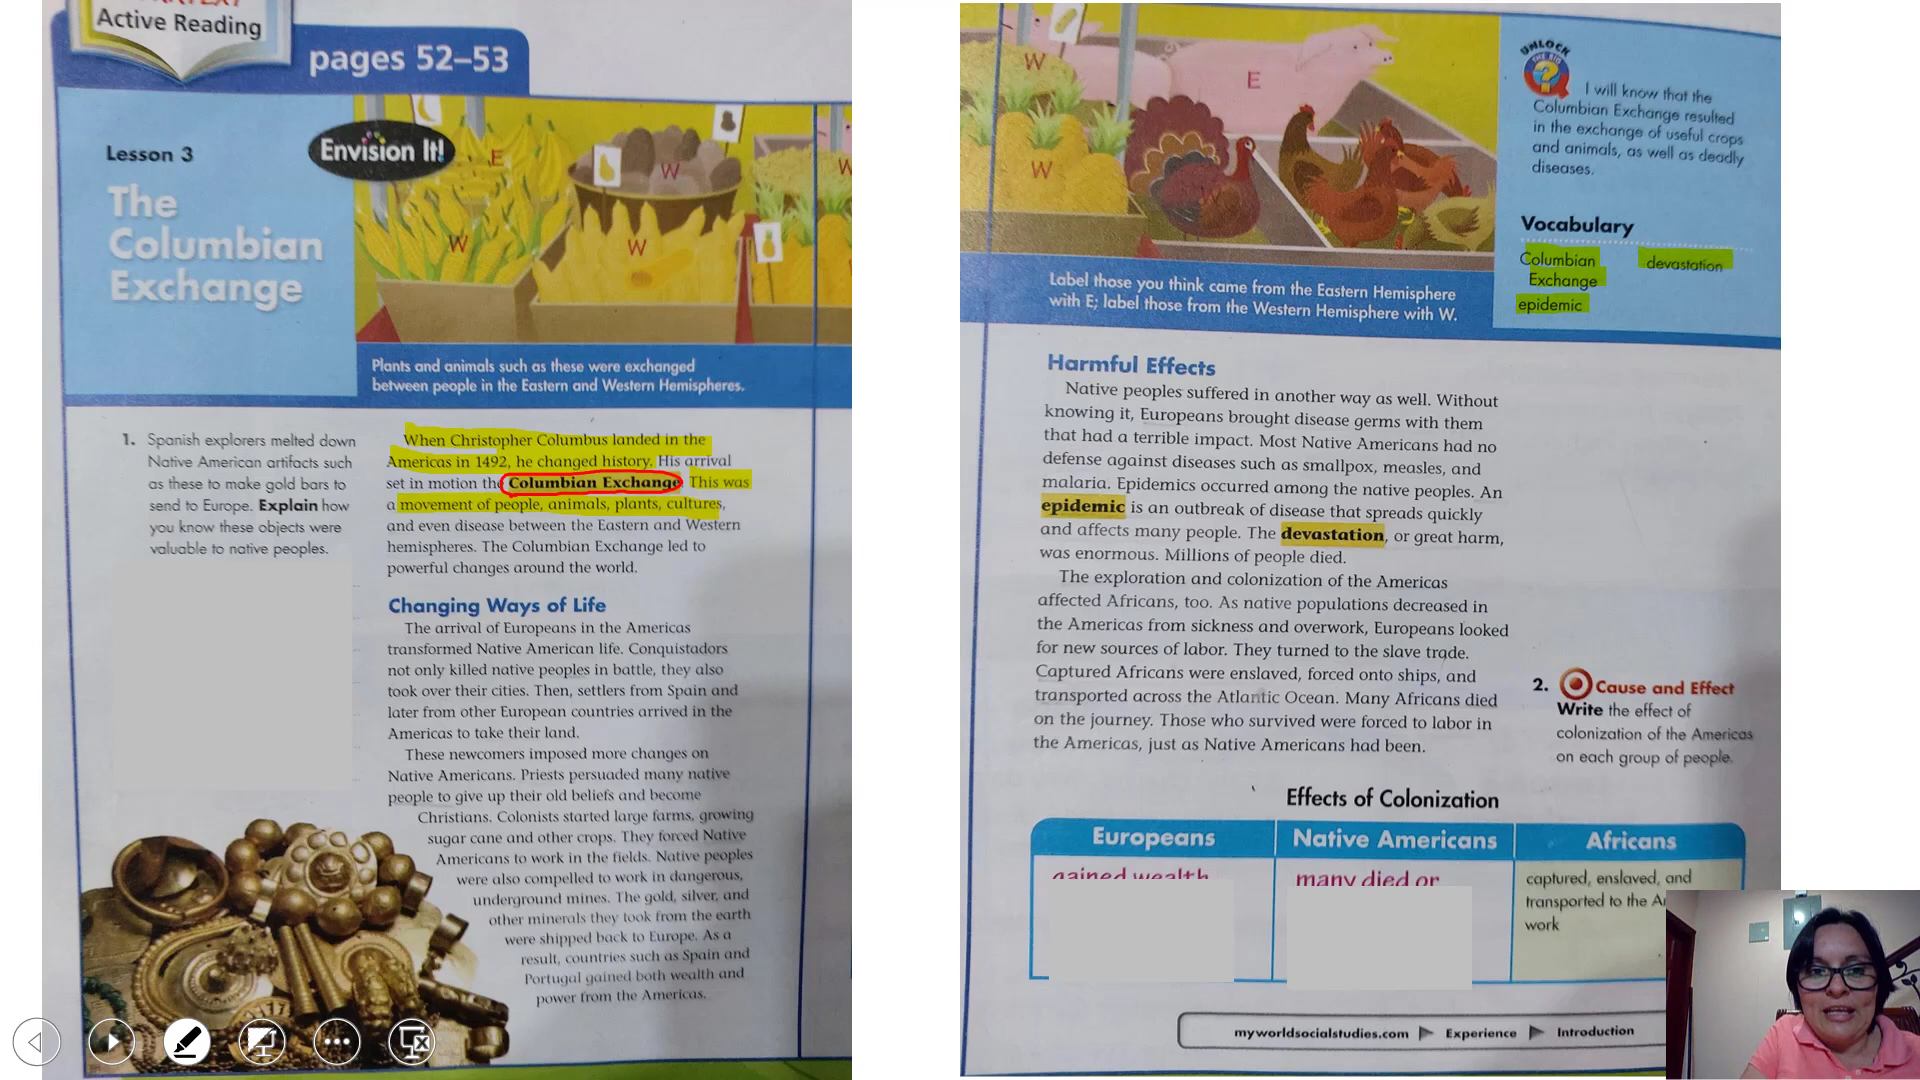 Active Reading
pages 52–53
Lesson 3
Envision It!
The
Columbian
Exchange
E
W
W
W
W
Plants and animals such as these were exchanged
between people in the Eastern and Western Hemispheres.
1. Spanish explorers melted down
Native American artifacts such
as these to make gold bars to
send to Europe. Explain how
you know these objects were
valuable to native peoples.
When Christopher Columbus landed in the
Americas in 1492, he changed history. His arrival
set in motion the Columbian Exchange. This was
a movement of people, animals, plants, cultures,
and even disease between the Eastern and Western
hemispheres. The Columbian Exchange led to
powerful changes around the world.
Changing Ways of Life
The arrival of Europeans in the Americas
transformed Native American life. Conquistadors
not only killed native peoples in battle, they also
took over their cities. Then, settlers from Spain and
later from other European countries arrived in the
Americas to take their land.
These newcomers imposed more changes on
Native Americans. Priests persuaded many native
people to give up their old beliefs and become
Christians. Colonists started large farms, growing
sugar cane and other crops. They forced Native
Americans to work in the fields. Native peoples
were also compelled to work in dangerous,
underground mines. The gold, silver, and
other minerals they took from the earth
were shipped back to Europe. As a
result, countries such as Spain and
Portugal gained both wealth and
power from the Americas.
W
E
W
W
Label those you think came from the Eastern Hemisphere
with E; label those from the Western Hemisphere with W.
UNLOCK
THE BIG
?
I will know that the
Columbian Exchange resulted
in the exchange of useful crops
and animals, as well as deadly
diseases.
Vocabulary
Columbian
Exchange
epidemic
devastation
Harmful Effects
Native peoples suffered in another way as well. Without
knowing it, Europeans brought disease germs with them
that had a terrible impact. Most Native Americans had no
defense against diseases such as smallpox, measles, and
malaria. Epidemics occurred among the native peoples. An
epidemic is an outbreak of disease that spreads quickly
and affects many people. The devastation, or great harm,
was enormous. Millions of people died.
The exploration and colonization of the Americas
affected Africans, too. As native populations decreased in
the Americas from sickness and overwork, Europeans looked
for new sources of labor. They turned to the slave trade.
Captured Africans were enslaved, forced onto ships, and
transported across the Atlantic Ocean. Many Africans died
on the journey. Those who survived were forced to labor in
the Americas, just as Native Americans had been.
2. Cause and Effect
Write the effect of
colonization of the Americas
on each group of people.
Effects of Colonization
Europeans
Native Americans
Africans
gained wealth
many died or
captured, enslaved, and
transported to the
work
myworldsocialstudies.com Experience Introduction